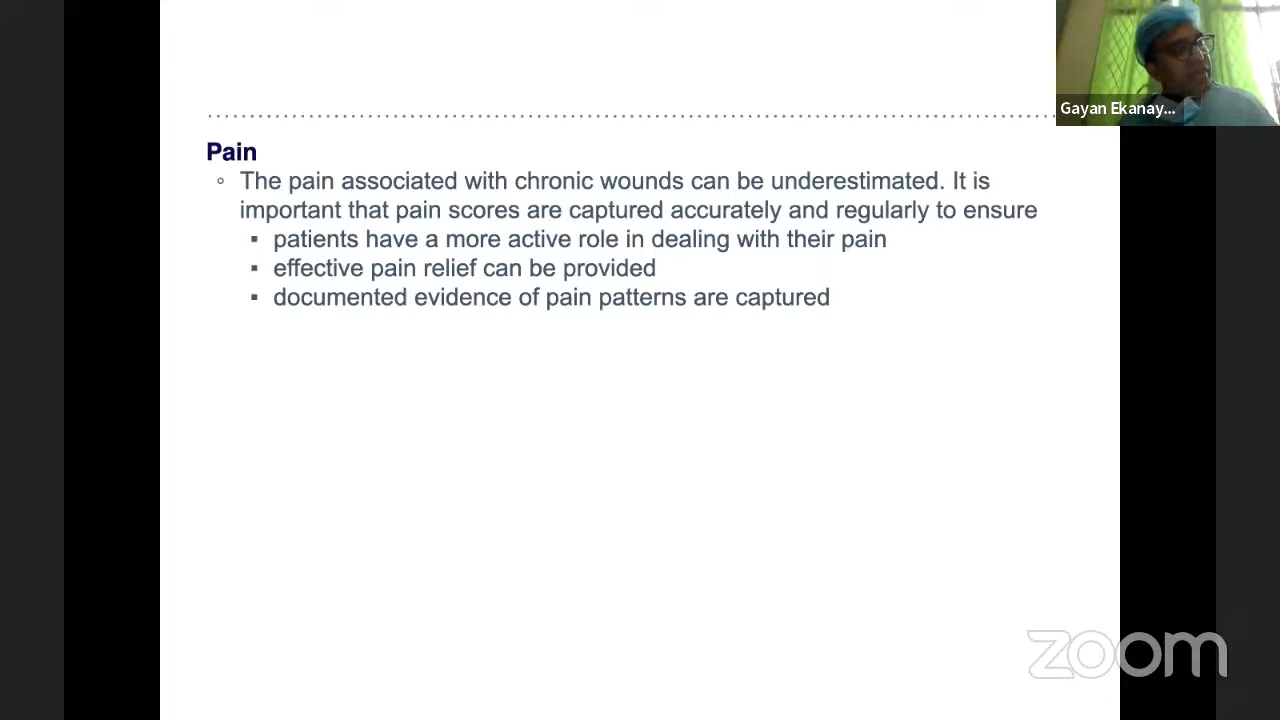 Gayan Ekanay...
Pain
The pain associated with chronic wounds can be underestimated. It is
important that pain scores are captured accurately and regularly to ensure
patients have a more active role in dealing with their pain
effective pain relief can be provided
documented evidence of pain patterns are captured
zoom